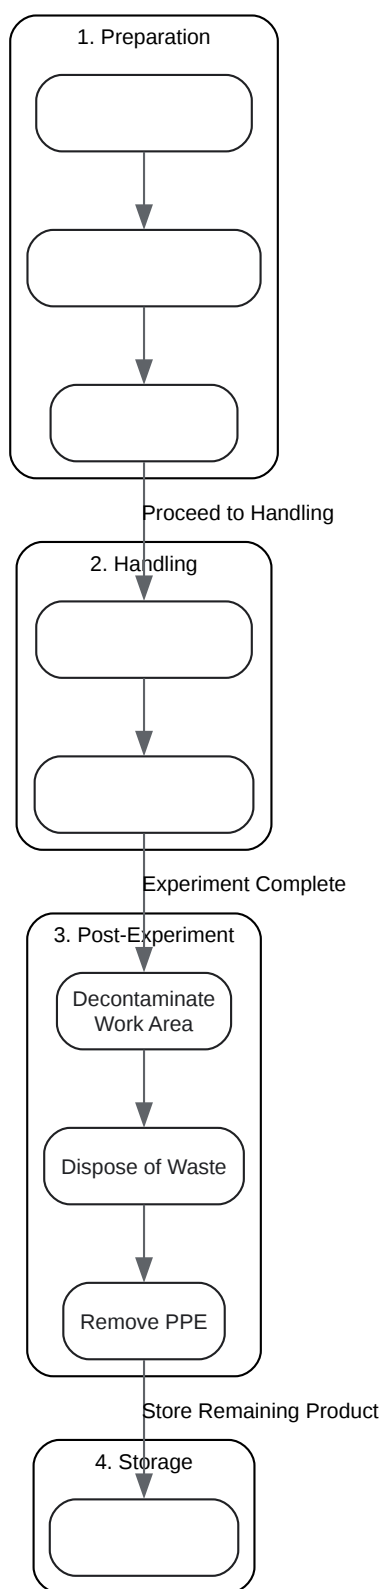 1. Preparation
Proceed to Handling
2. Handling
Experiment Complete
3. Post-Experiment
Decontaminate
Work Area
Dispose of Waste
Remove PPE
Store Remaining Product
4. Storage